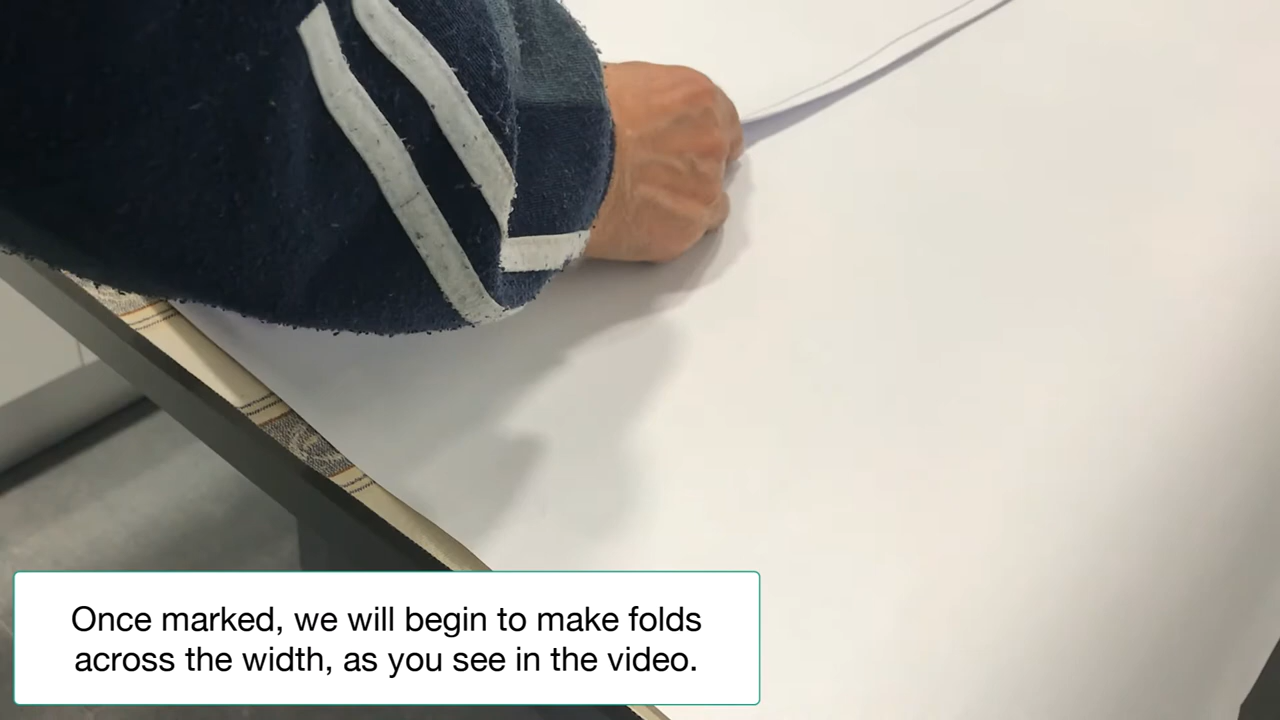 Once marked, we will begin to make folds
across the width, as you see in the video.